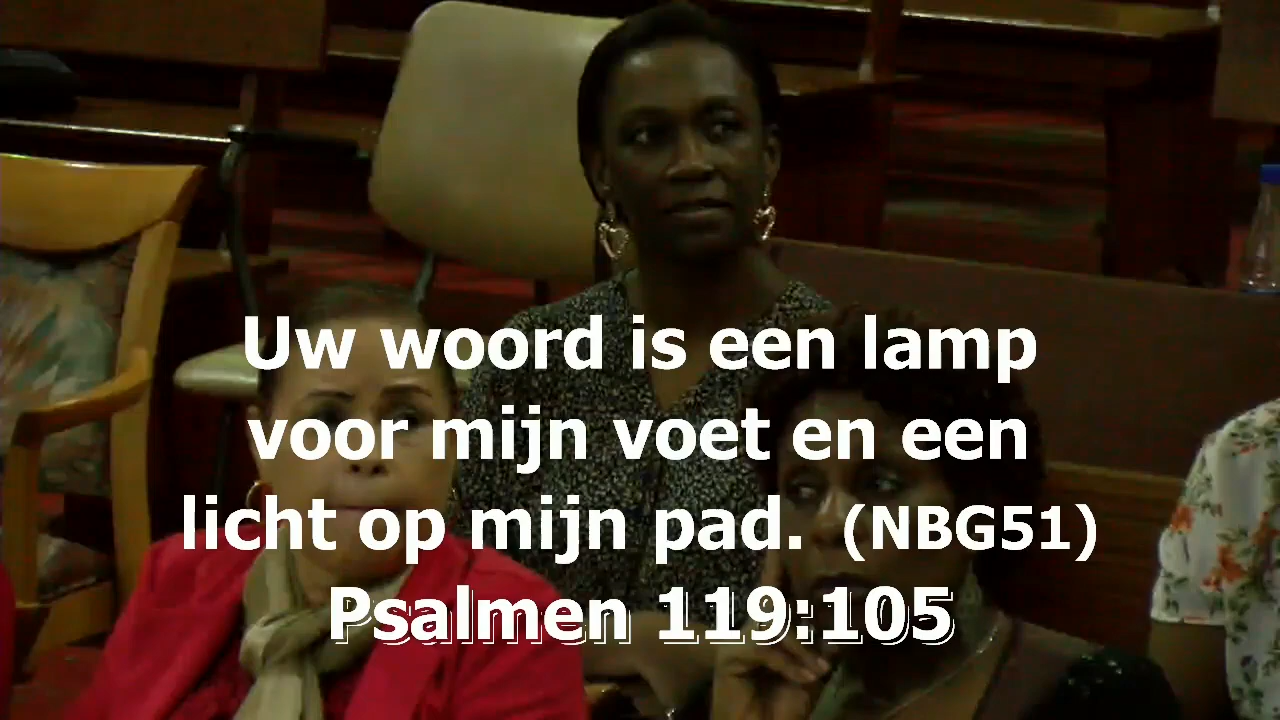 Uw woord is een lamp
voor mijn voet en een
licht op mijn pad. (NBG51)
Psalmen 119:105